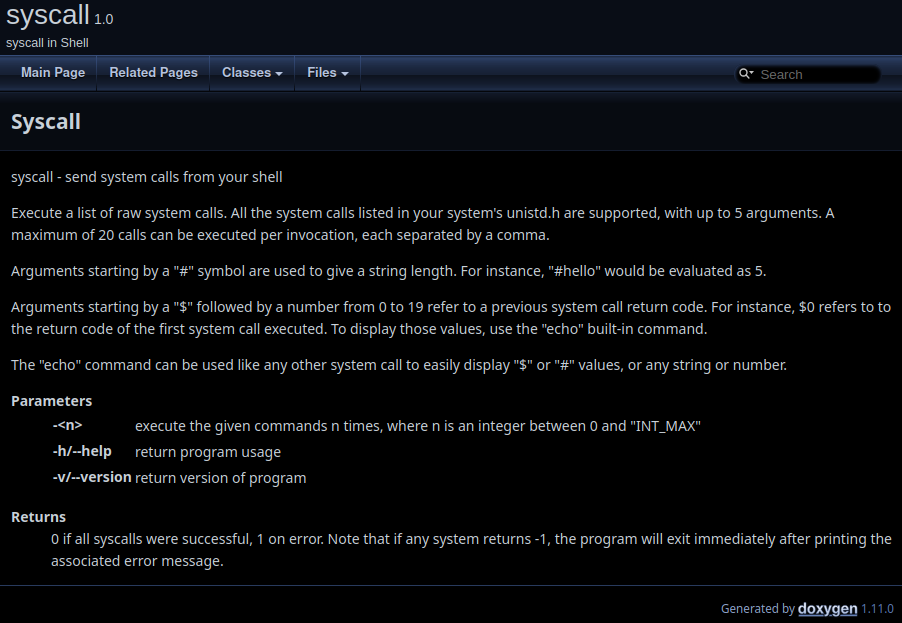 syscall 1.0
syscall in Shell
Main Page Related Pages Classes Files Search
Syscall
syscall - send system calls from your shell
Execute a list of raw system calls. All the system calls listed in your system's unistd.h are supported, with up to 5 arguments. A
maximum of 20 calls can be executed per invocation, each separated by a comma.
Arguments starting by a "#" symbol are used to give a string length. For instance, "#hello" would be evaluated as 5.
Arguments starting by a "$" followed by a number from 0 to 19 refer to a previous system call return code. For instance, $0 refers to to
the return code of the first system call executed. To display those values, use the "echo" built-in command.
The "echo" command can be used like any other system call to easily display "$" or "#" values, or any string or number.
Parameters
-<n> execute the given commands n times, where n is an integer between 0 and "INT_MAX"
-h/--help return program usage
-v/--version return version of program
Returns
0 if all syscalls were successful, 1 on error. Note that if any system returns -1, the program will exit immediately after printing the
associated error message.
Generated by doxygen 1.11.0